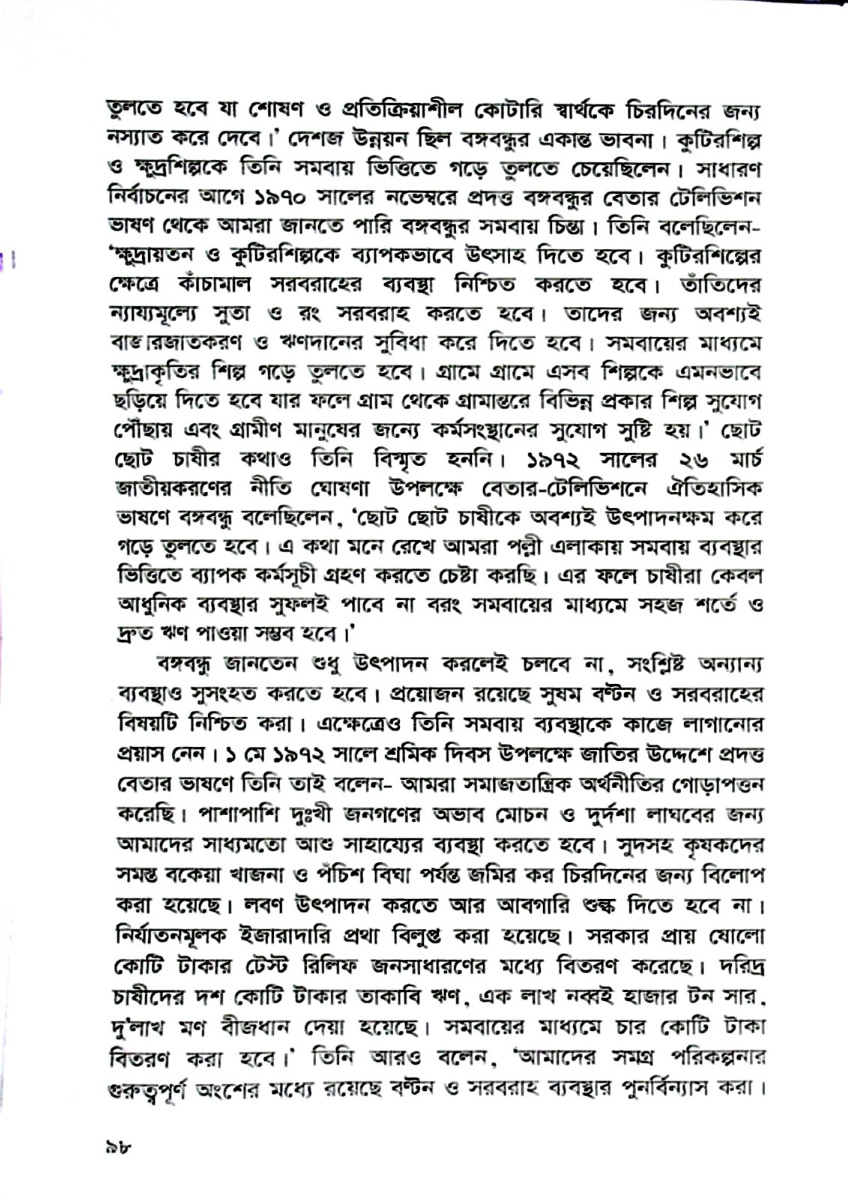 তুলতে হবে যা শোষণ ও প্রতিক্রিয়াশীল কোটারি স্বার্থকে চিরদিনের জন্য
নস্যাত করে দেবে।’ দেশজ উন্নয়ন ছিল বঙ্গবন্ধুর একান্ত ভাবনা। কুটিরশিল্প
ও ক্ষুদ্রশিল্পকে তিনি সমবায় ভিত্তিতে গড়ে তুলতে চেয়েছিলেন। সাধারণ
নির্বাচনের আগে ১৯৭০ সালের নভেম্বরে প্রদত্ত বঙ্গবন্ধুর বেতার টেলিভিশন
ভাষণ থেকে আমরা জানতে পারি বঙ্গবন্ধুর সমবায় চিন্তা। তিনি বলেছিলেন-
‘ক্ষুদ্রায়তন ও কুটিরশিল্পকে ব্যাপকভাবে উৎসাহ দিতে হবে। কুটিরশিল্পের
ক্ষেত্রে কাঁচামাল সরবরাহের ব্যবস্থা নিশ্চিত করতে হবে। তাঁতিদের
ন্যায্যমূল্যে সুতা ও রং সরবরাহ করতে হবে। তাদের জন্য অবশ্যই
বাজারজাতকরণ ও ঋণদানের সুবিধা করে দিতে হবে। সমবায়ের মাধ্যমে
ক্ষুদ্রাকৃতির শিল্প গড়ে তুলতে হবে। গ্রামে গ্রামে এসব শিল্পকে এমনভাবে
ছড়িয়ে দিতে হবে যার ফলে গ্রাম থেকে গ্রামান্তরে বিভিন্ন প্রকার শিল্প সুযোগ
পৌঁছায় এবং গ্রামীণ মানুষের জন্যে কর্মসংস্থানের সুযোগ সৃষ্টি হয়।’ ছোট
ছোট চাষীর কথাও তিনি বিস্মৃত হননি। ১৯৭২ সালের ২৬ মার্চ
জাতীয়করণের নীতি ঘোষণা উপলক্ষে বেতার-টেলিভিশনে ঐতিহাসিক
ভাষণে বঙ্গবন্ধু বলেছিলেন, ‘ছোট ছোট চাষীকে অবশ্যই উৎপাদনক্ষম করে
গড়ে তুলতে হবে। এ কথা মনে রেখে আমরা পল্লী এলাকায় সমবায় ব্যবস্থার
ভিত্তিতে ব্যাপক কর্মসূচী গ্রহণ করতে চেষ্টা করছি। এর ফলে চাষীরা কেবল
আধুনিক ব্যবস্থার সুফলই পাবে না বরং সমবায়ের মাধ্যমে সহজ শর্তে ও
দ্রুত ঋণ পাওয়া সম্ভব হবে।’
বঙ্গবন্ধু জানতেন শুধু উৎপাদন করলেই চলবে না, সংশ্লিষ্ট অন্যান্য
ব্যবস্থাও সুসংহত করতে হবে। প্রয়োজন রয়েছে সুষম বণ্টন ও সরবরাহের
বিষয়টি নিশ্চিত করা। এক্ষেত্রেও তিনি সমবায় ব্যবস্থাকে কাজে লাগানোর
প্রয়াস নেন। ১ মে ১৯৭২ সালে শ্রমিক দিবস উপলক্ষে জাতির উদ্দেশে প্রদত্ত
বেতার ভাষণে তিনি তাই বলেন- আমরা সমাজতান্ত্রিক অর্থনীতির গোড়াপত্তন
করেছি। পাশাপাশি দুঃখী জনগণের অভাব মোচন ও দুর্দশা লাঘবের জন্য
আমাদের সাধ্যমতো আশু সাহায্যের ব্যবস্থা করতে হবে। সুদসহ কৃষকদের
সমস্ত বকেয়া খাজনা ও পঁচিশ বিঘা পর্যন্ত জমির কর চিরদিনের জন্য বিলোপ
করা হয়েছে। লবণ উৎপাদন করতে আর আবগারি শুল্ক দিতে হবে না।
নির্যাতনমূলক ইজারাদারি প্রথা বিলুপ্ত করা হয়েছে। সরকার প্রায় ষোলো
কোটি টাকার টেস্ট রিলিফ জনসাধারণের মধ্যে বিতরণ করেছে। দরিদ্র
চাষীদের দশ কোটি টাকার তাকাবি ঋণ, এক লাখ নব্বই হাজার টন সার,
দু'লাখ মণ বীজধান দেয়া হয়েছে। সমবায়ের মাধ্যমে চার কোটি টাকা
বিতরণ করা হবে।’ তিনি আরও বলেন, ‘আমাদের সমগ্র পরিকল্পনার
গুরুত্বপূর্ণ অংশের মধ্যে রয়েছে বণ্টন ও সরবরাহ ব্যবস্থার পুনর্বিন্যাস করা।
৯৮